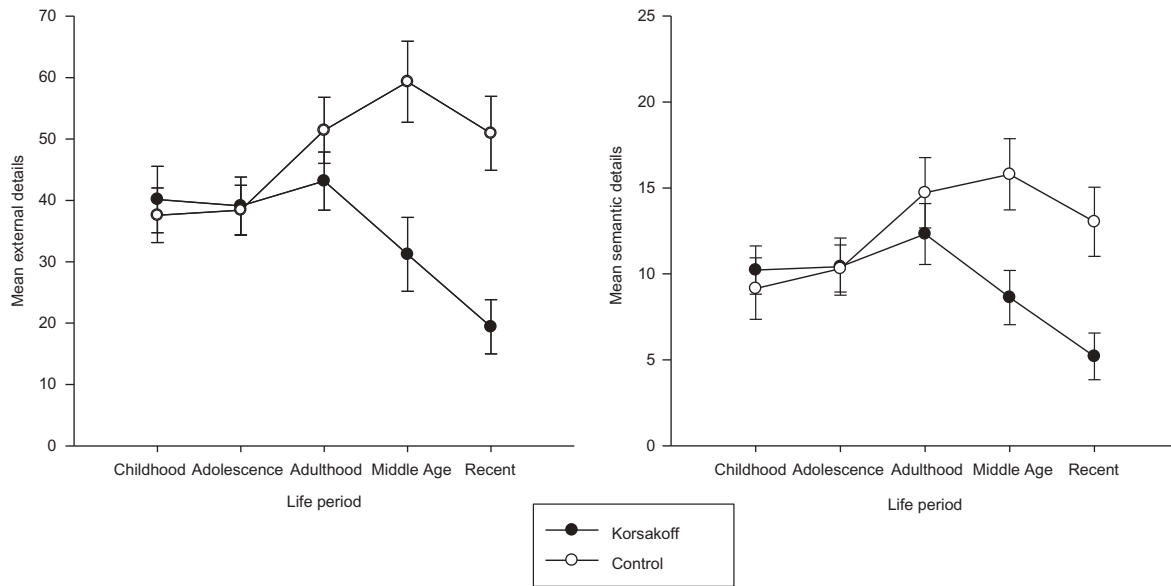 Mean external details
70
60
50
40
30
20
10
0
Childhood Adolescence Adulthood Middle Age Recent
Life period
Mean semantic details
25
20
15
10
5
0
Childhood Adolescence Adulthood Middle Age Recent
Life period
Korsakoff
Control